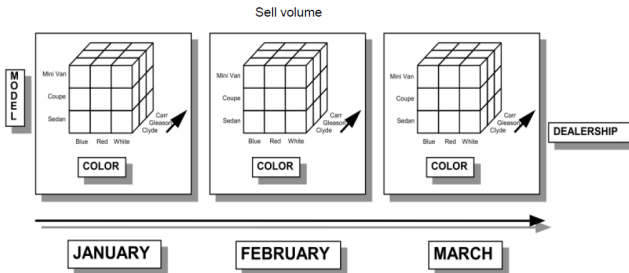 Sell volume
MODEL
Mini Van
Coupe
Sedan
Blue Red White
Carr
Gleason
Clyde
COLOR
Mini Van
Coupe
Sedan
Blue Red White
Carr
Gleason
Clyde
COLOR
Mini Van
Coupe
Sedan
Blue Red White
Carr
Gleason
Clyde
COLOR
DEALERSHIP
JANUARY
FEBRUARY
MARCH